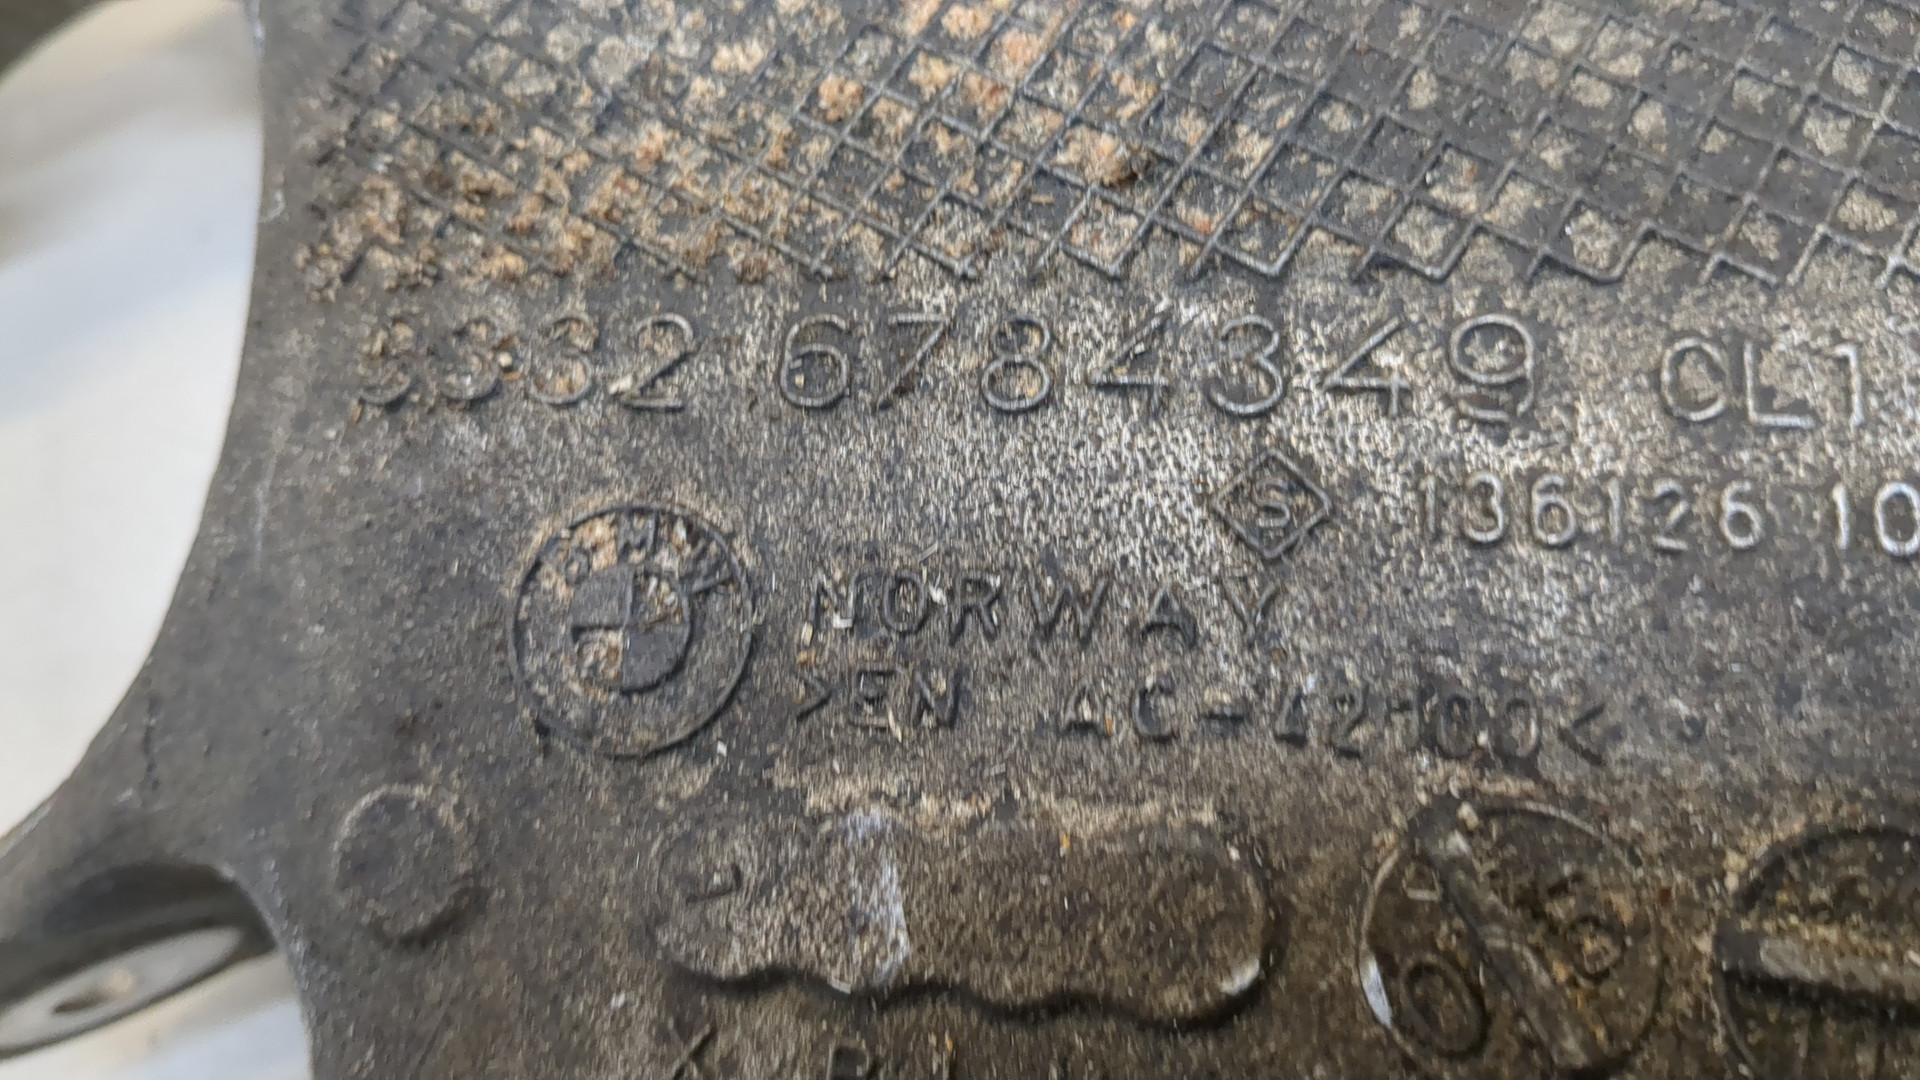 3332 6784349 CL1
S 136126 10
BMW
NORWAY
>EN AC-42100<